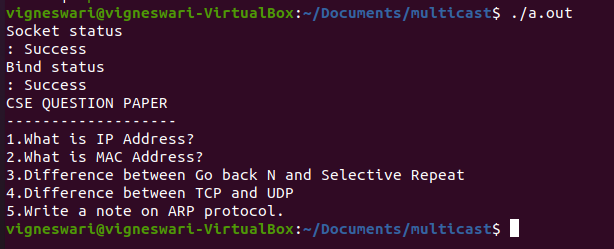 vigneswari@vigneswari-VirtualBox:~/Documents/multicast$ ./a.out
Socket status
: Success
Bind status
: Success
CSE QUESTION PAPER
-------------------
1.What is IP Address?
2.What is MAC Address?
3.Difference between Go back N and Selective Repeat
4.Difference between TCP and UDP
5.Write a note on ARP protocol.
vigneswari@vigneswari-VirtualBox:~/Documents/multicast$